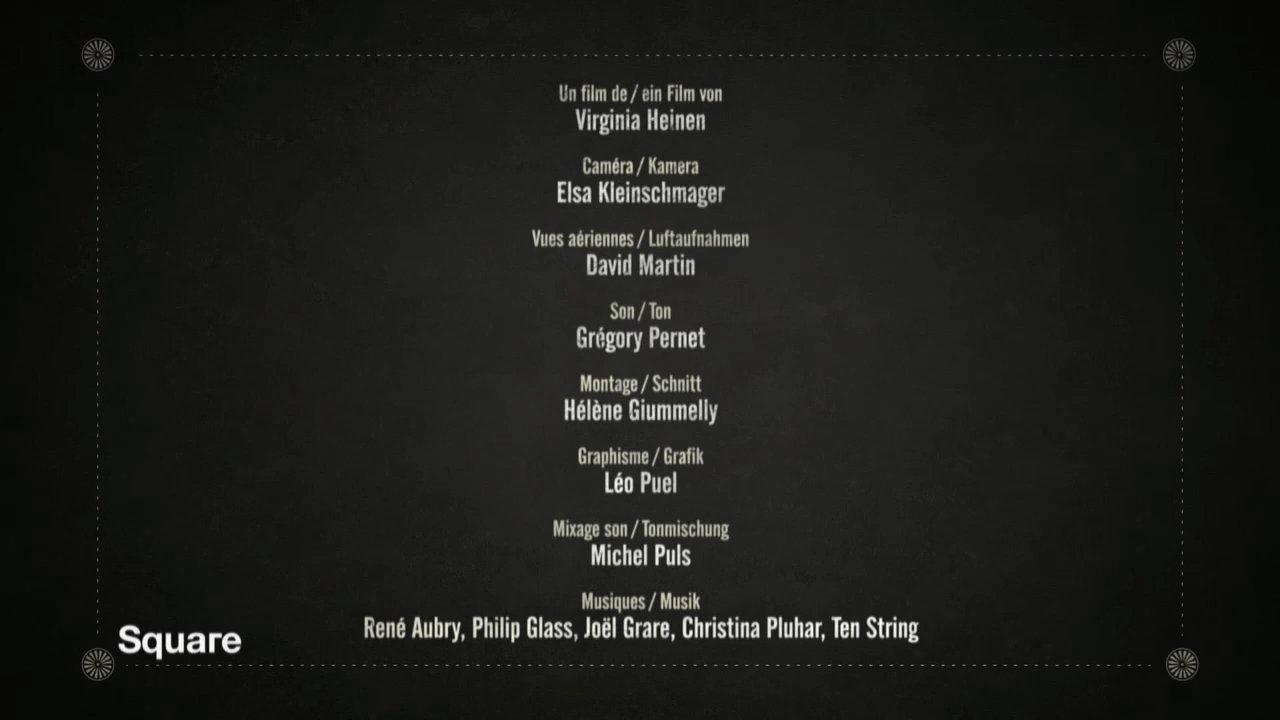 Un film de / ein Film von
Virginia Heinen
Caméra / Kamera
Elsa Kleinschmager
Vues aériennes / Luftaufnahmen
David Martin
Son / Ton
Grégory Pernet
Montage / Schnitt
Hélène Giummelly
Graphisme / Grafik
Léo Puel
Mixage son / Tonmischung
Michel Puls
Musiques / Musik
René Aubry, Philip Glass, Joël Grare, Christina Pluhar, Ten String
Square